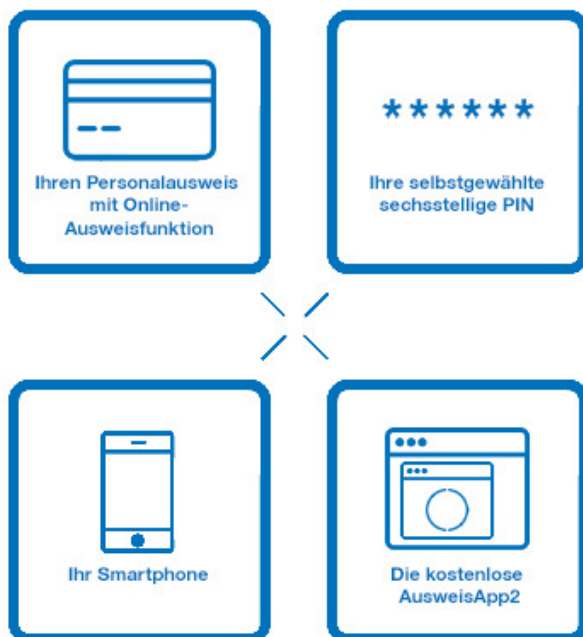 Ihren Personalausweis
mit Online-
Ausweisfunktion
******
Ihre selbstgewählte
sechsstellige PIN
Ihr Smartphone
Die kostenlose
AusweisApp2